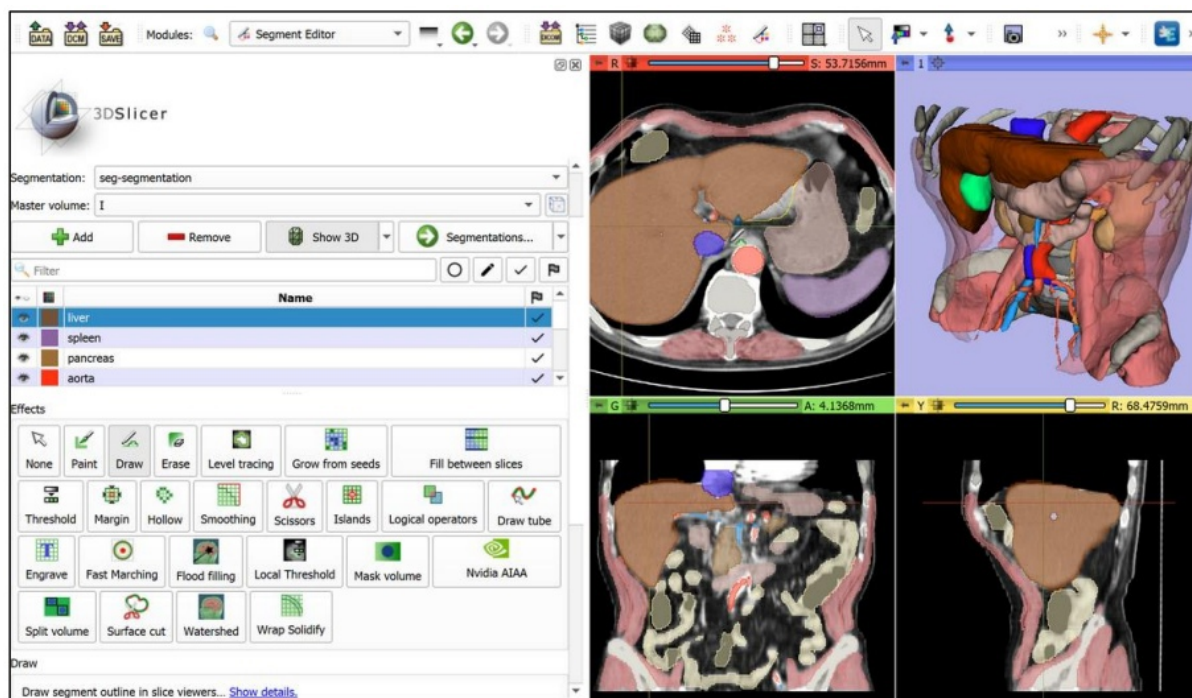 DATA DCM SAVE Modules: Segment Editor »
R S: 53.7156mm 1
3DSlicer
Segmentation: seg-segmentation
Master volume: I
Add Remove Show 3D Segmentations...
Filter
Name
liver
spleen
pancreas
aorta
G A: 4.1368mm Y R: 68.4759mm
Effects
None Paint Draw Erase Level tracing Grow from seeds Fill between slices
Threshold Margin Hollow Smoothing Scissors Islands Logical operators Draw tube
Engrave Fast Marching Flood filling Local Threshold Mask volume Nvidia AIAA
Split volume Surface cut Watershed Wrap Solidify
Draw
Draw segment outline in slice viewers... Show details.